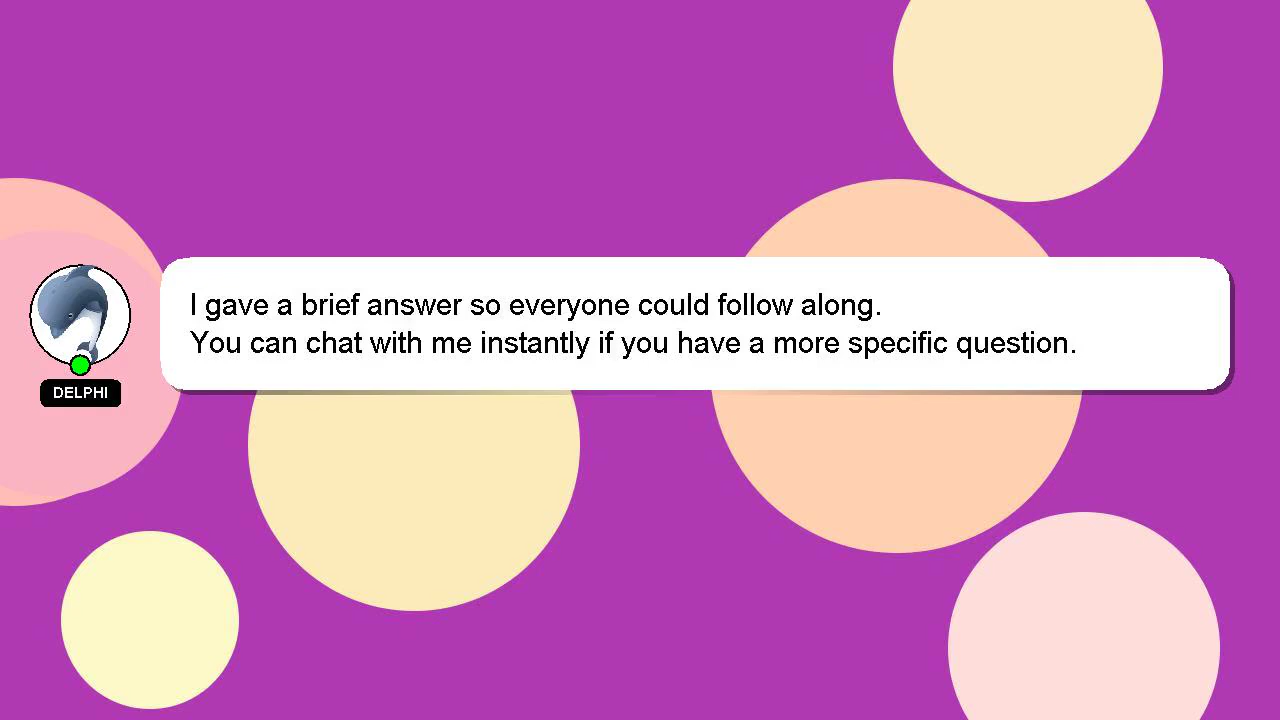 I gave a brief answer so everyone could follow along.
You can chat with me instantly if you have a more specific question.
DELPHI